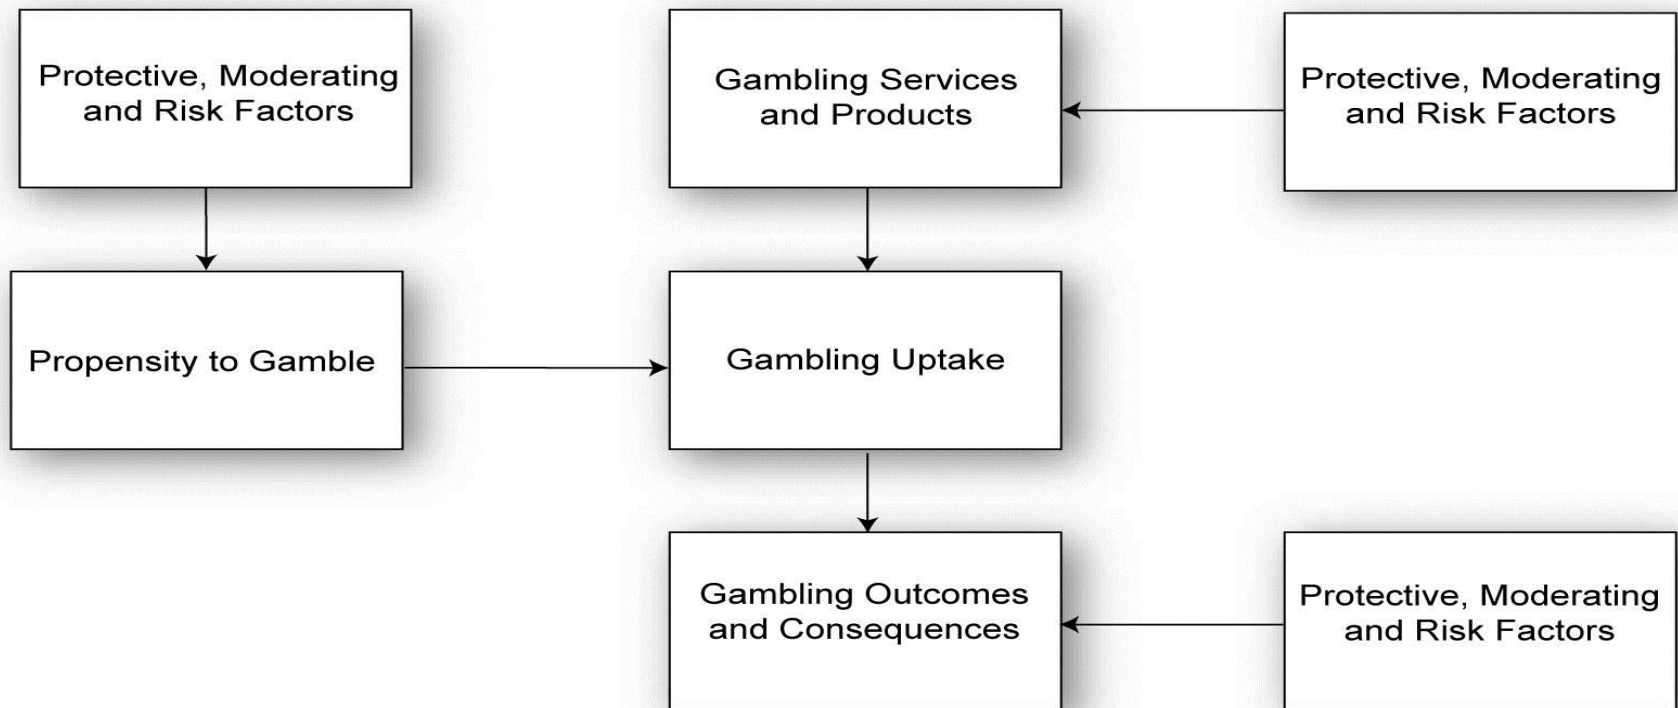 Protective, Moderating
and Risk Factors
Gambling Services
and Products
Protective, Moderating
and Risk Factors
Propensity to Gamble
Gambling Uptake
Gambling Outcomes
and Consequences
Protective, Moderating
and Risk Factors